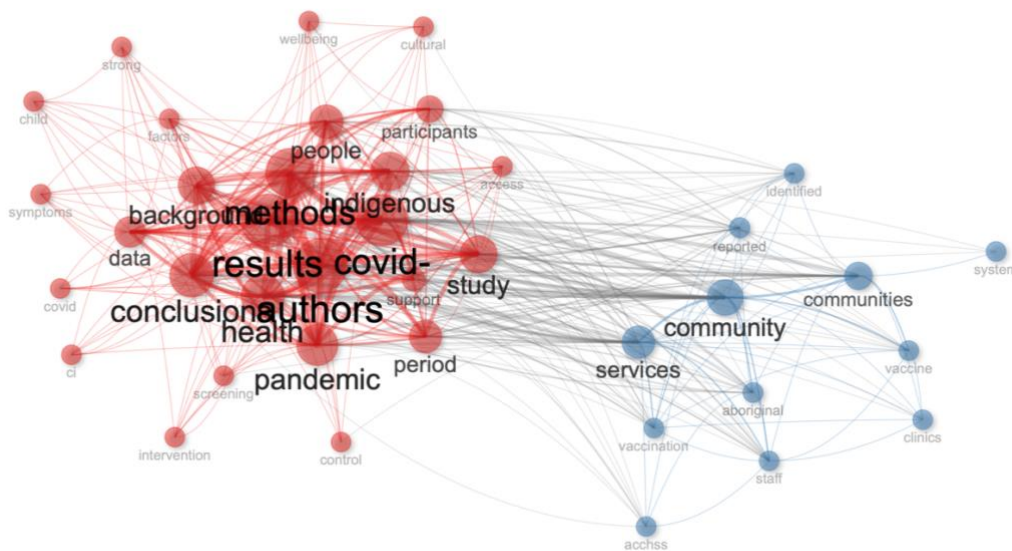 wellbeing
cultural
strong
child
factors
participants
people
access
identified
symptoms
background
methods
indigenous
reported
data
results
covid-
study
system
covid
conclusions
authors
support
communities
health
community
period
services
vaccine
ci
pandemic
screening
aboriginal
clinics
intervention
control
vaccination
staff
acchss